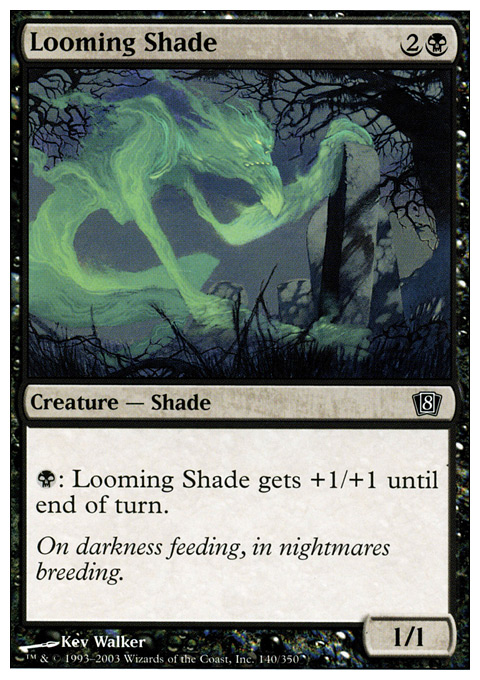 Looming Shade 2
Creature — Shade 8
: Looming Shade gets +1/+1 until
end of turn.
On darkness feeding, in nightmares
breeding.
Kev Walker
1/1
™ & © 1993–2003 Wizards of the Coast, Inc. 140/350